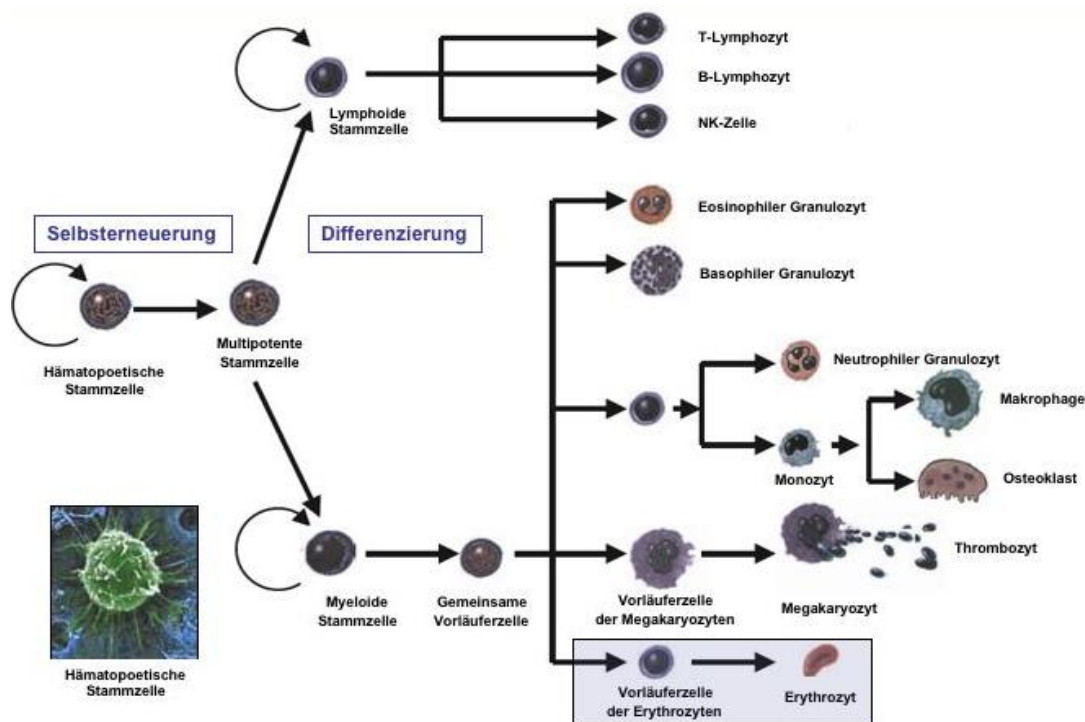 T-Lymphozyt
B-Lymphozyt
NK-Zelle
Lymphoide
Stammzelle
Eosinophiler Granulozyt
Selbsterneuerung
Differenzierung
Basophiler Granulozyt
Multipotente
Stammzelle
Hämatopoetische
Stammzelle
Neutrophiler Granulozyt
Makrophage
Monozyt
Osteoklast
Thrombozyt
Myeloide
Stammzelle
Gemeinsame
Vorläuferzelle
Vorläuferzelle
der Megakaryozyten
Megakaryozyt
Hämatopoetische
Stammzelle
Vorläuferzelle
der Erythrozyten
Erythrozyt